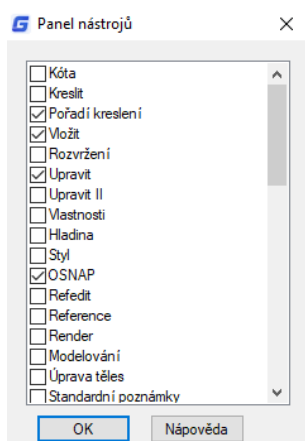 Panel nástrojů
Kóta
Kreslit
Pořadí kreslení
Vložit
Rozvržení
Upravit
Upravit II
Vlastnosti
Hladina
Styl
OSNAP
Refedit
Reference
Render
Modelování
Úprava těles
Standardní poznámky
OK
Nápověda